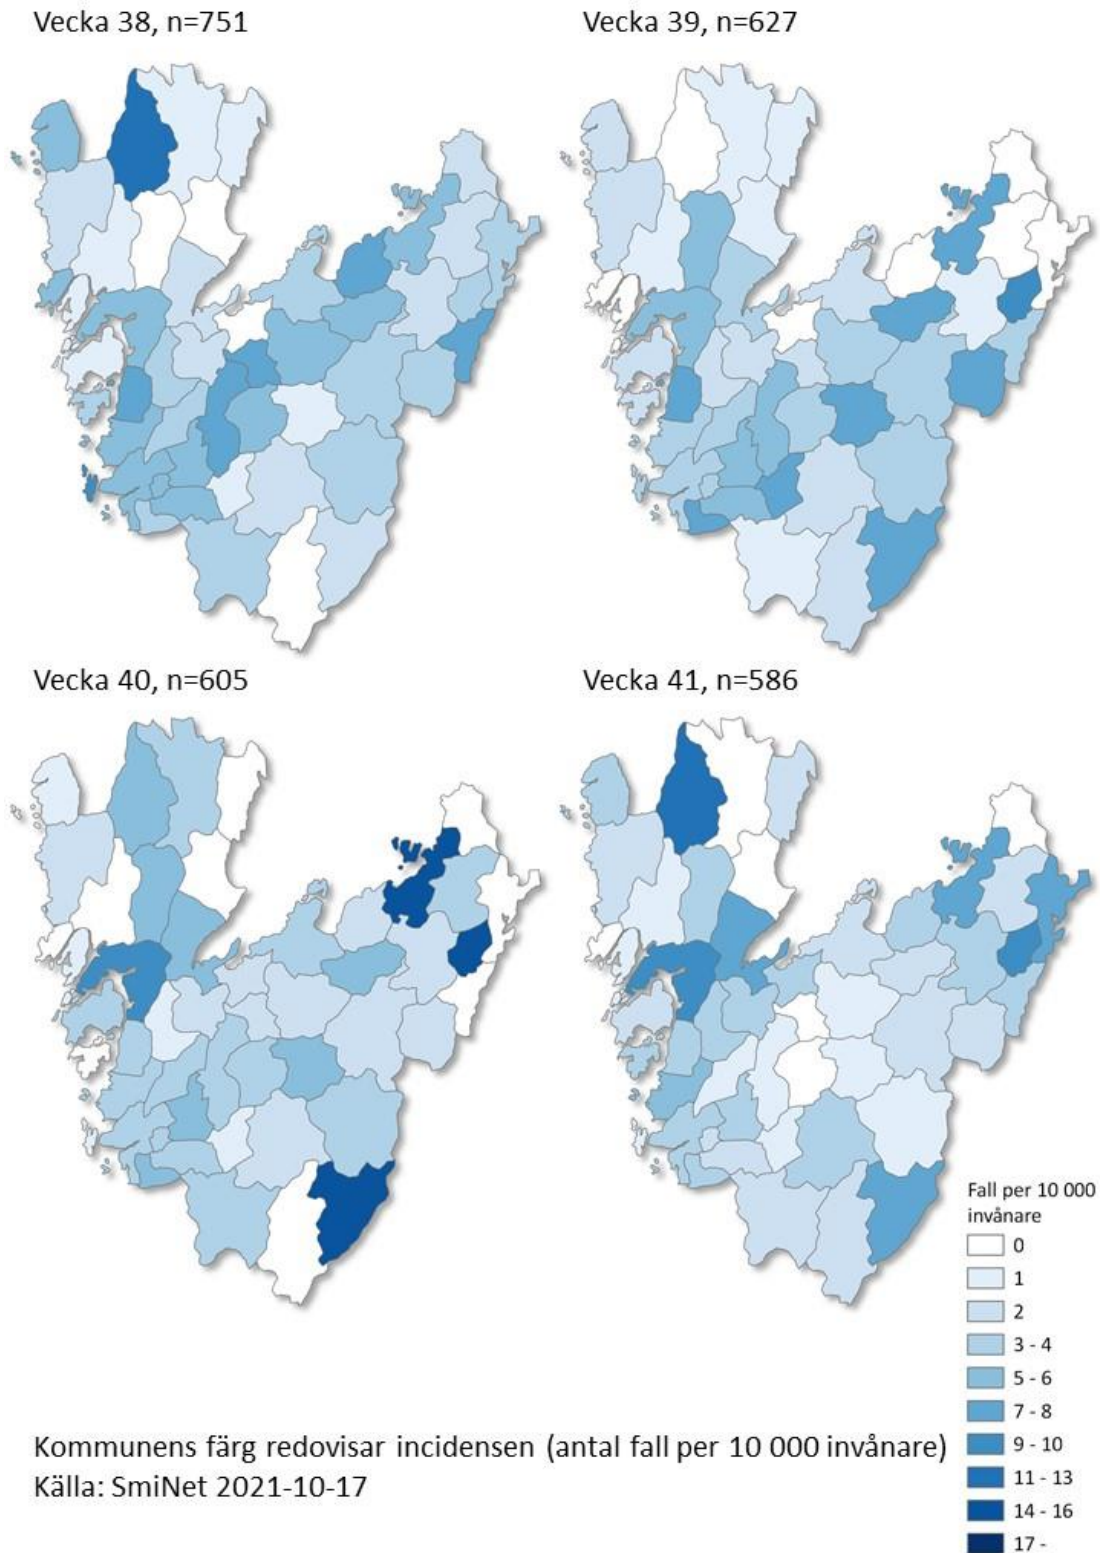 Vecka 38, n=751
Vecka 39, n=627
Vecka 40, n=605
Vecka 41, n=586
Fall per 10 000
invånare
0
1
2
3 - 4
5 - 6
7 - 8
9 - 10
11 - 13
14 - 16
17 -
Kommunens färg redovisar incidensen (antal fall per 10 000 invånare)
Källa: SmiNet 2021-10-17